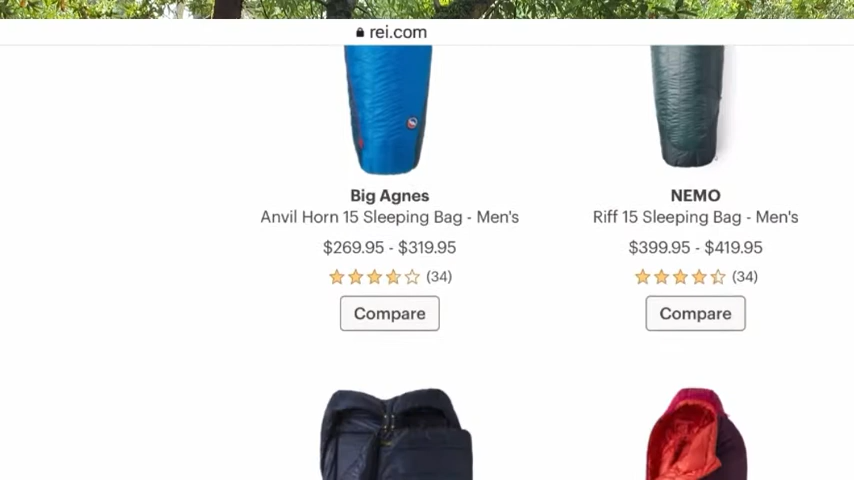 rei.com
Big Agnes
Anvil Horn 15 Sleeping Bag - Men's
$269.95 - $319.95
(34)
Compare
NEMO
Riff 15 Sleeping Bag - Men's
$399.95 - $419.95
(34)
Compare